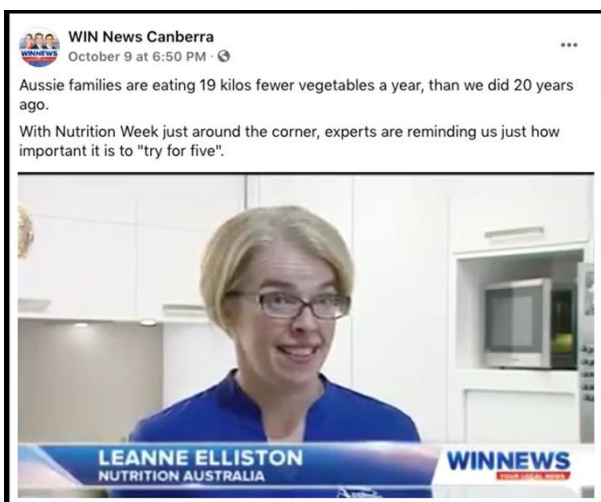 WIN News Canberra
October 9 at 6:50 PM ·
Aussie families are eating 19 kilos fewer vegetables a year, than we did 20 years
ago.
With Nutrition Week just around the corner, experts are reminding us just how
important it is to "try for five".
WINNEWS
LEANNE ELLISTON
NUTRITION AUSTRALIA
WINNEWS
YOUR LOCAL NEWS